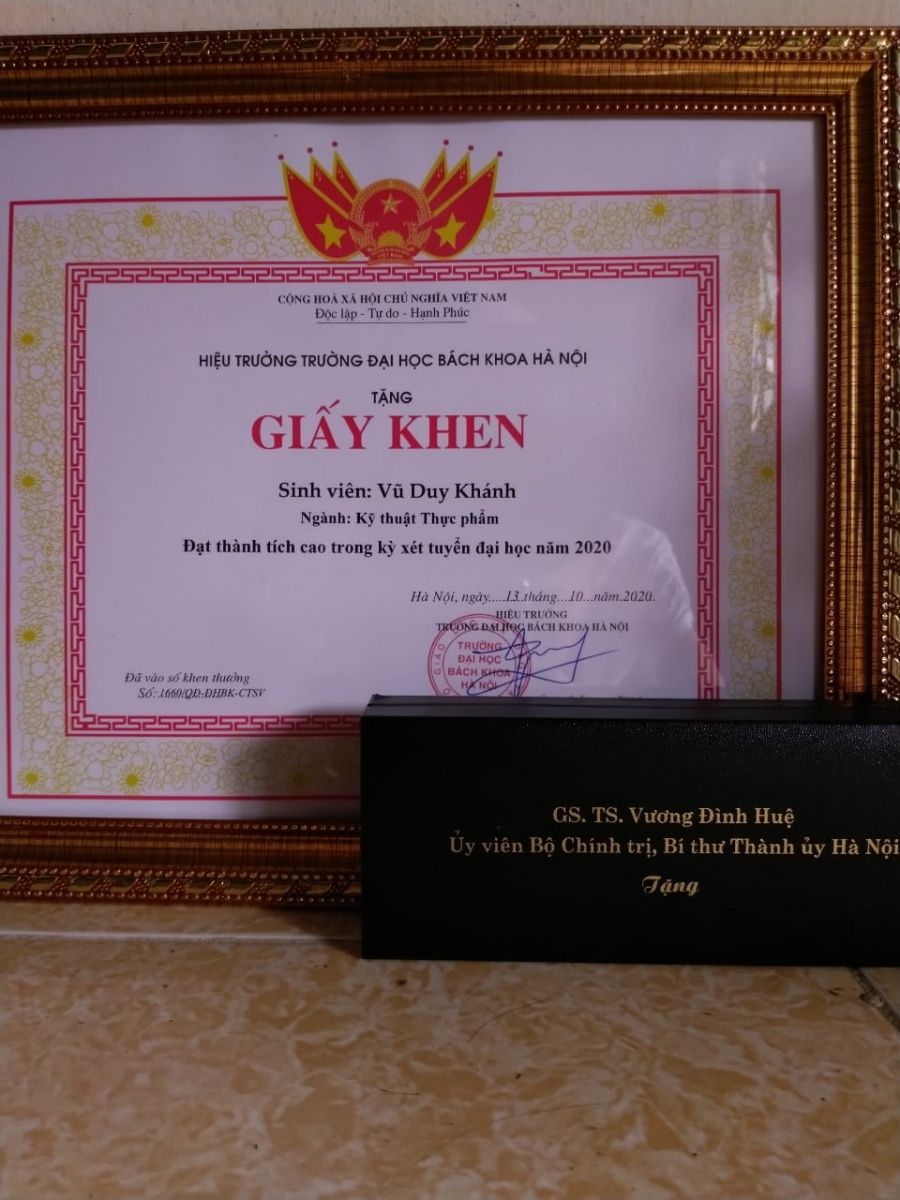 VIỆT NAM
CỘNG HOÀ XÃ HỘI CHỦ NGHĨA VIỆT NAM
Độc lập - Tự do - Hạnh Phúc
HIỆU TRƯỞNG TRƯỜNG ĐẠI HỌC BÁCH KHOA HÀ NỘI
TẶNG
GIẤY KHEN
Sinh viên: Vũ Duy Khánh
Ngành: Kỹ thuật Thực phẩm
Đạt thành tích cao trong kỳ xét tuyển đại học năm 2020
Hà Nội, ngày.....13.tháng....10...năm.2020.
HIỆU TRƯỞNG
TRƯỜNG ĐẠI HỌC BÁCH KHOA HÀ NỘI
TRƯỜNG
ĐẠI HỌC
BÁCH KHOA
HÀ NỘI
Đã vào sổ khen thưởng
Số: 1660/QĐ-ĐHBK-CTSV
GS. TS. Vương Đình Huệ
Ủy viên Bộ Chính trị, Bí thư Thành ủy Hà Nội
Tặng